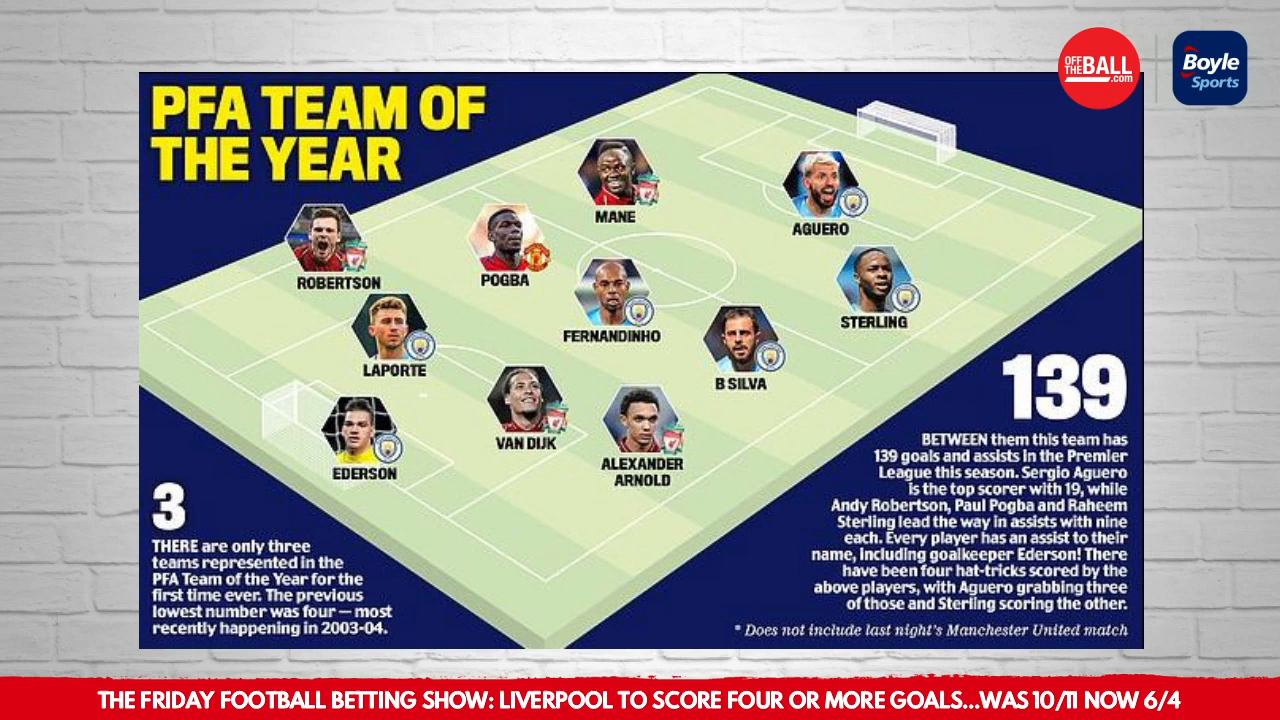 OFF
THE BALL
.com
Boyle
Sports
PFA TEAM OF
THE YEAR
MANE
AGUERO
ROBERTSON
POGBA
STERLING
FERNANDINHO
LAPORTE
B SILVA
VAN DIJK
EDERSON
ALEXANDER
ARNOLD
3
THERE are only three
teams represented in the
PFA Team of the Year for the
first time ever. The previous
lowest number was four — most
recently happening in 2003-04.
139
BETWEEN them this team has
139 goals and assists in the Premier
League this season. Sergio Aguero
is the top scorer with 19, while
Andy Robertson, Paul Pogba and Raheem
Sterling lead the way in assists with nine
each. Every player has an assist to their
name, including goalkeeper Ederson! There
have been four hat-tricks scored by the
above players, with Aguero grabbing three
of those and Sterling scoring the other.
* Does not include last night's Manchester United match
THE FRIDAY FOOTBALL BETTING SHOW: LIVERPOOL TO SCORE FOUR OR MORE GOALS...WAS 10/11 NOW 6/4